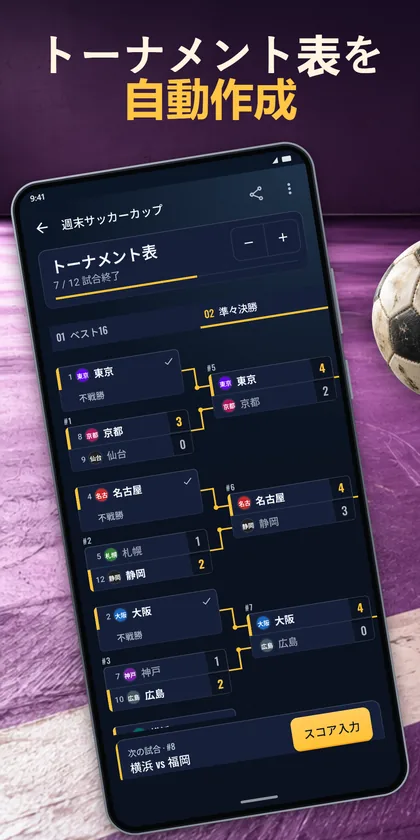 トーナメント表を
自動作成
9:41
週末サッカーカップ
トーナメント表
7 / 12 試合終了
− +
01 ベスト16
02 準々決勝
1 東京 東京
不戦勝
#5
東京 東京 4
京都 京都 2
#1
8 京都 京都 3
9 仙台 仙台 0
4 名古 名古屋
不戦勝
#6
名古 名古屋 4
静岡 静岡 3
#2
5 札幌 札幌 1
12 静岡 静岡 2
2 大阪 大阪
不戦勝
#7
大阪 大阪 4
広島 広島 0
#3
7 神戸 神戸 1
10 広島 広島 2
次の試合・#8
横浜 vs 福岡
スコア入力